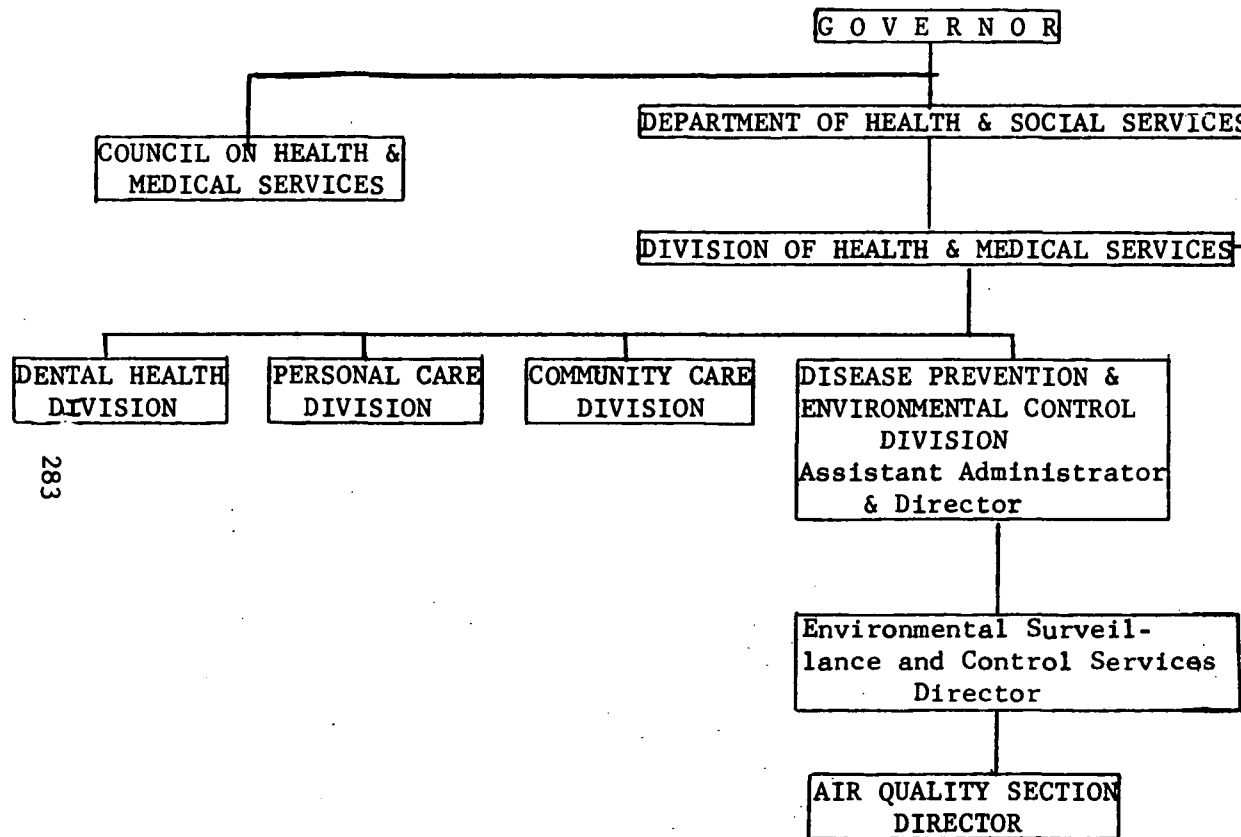 G O V E R N O R
DEPARTMENT OF HEALTH & SOCIAL SERVICES
COUNCIL ON HEALTH &
MEDICAL SERVICES
DIVISION OF HEALTH & MEDICAL SERVICES
DENTAL HEALTH
DIVISION
PERSONAL CARE
DIVISION
COMMUNITY CARE
DIVISION
DISEASE PREVENTION &
ENVIRONMENTAL CONTROL
DIVISION
Assistant Administrator
& Director
283
Environmental Surveil-
lance and Control Services
Director
AIR QUALITY SECTION
DIRECTOR